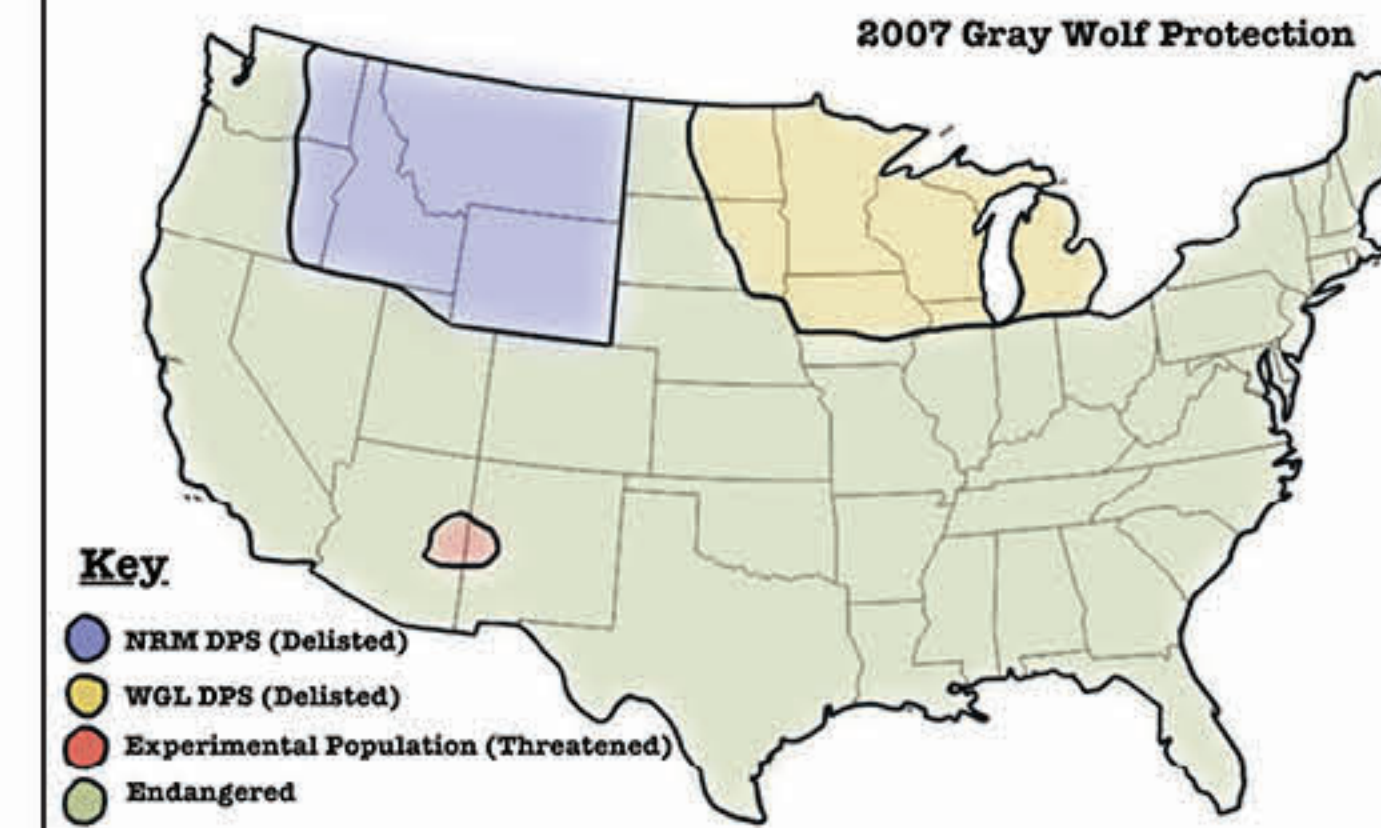 2007 Gray Wolf Protection
Key
NRM DPS (Delisted)
WGL DPS (Delisted)
Experimental Population (Threatened)
Endangered